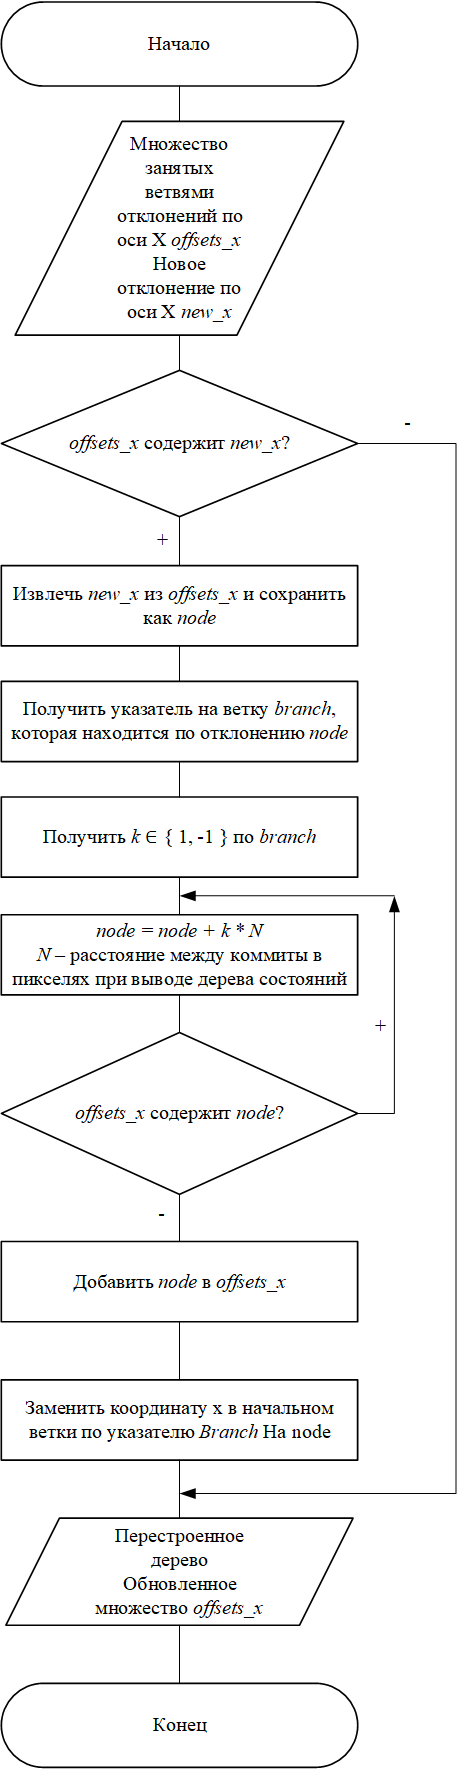 Начало
Множество
занятых
ветвями
отклонений по
оси X offsets_x
Новое
отклонение по
оси X new_x
offsets_x содержит new_x?
-
+
Извлечь new_x из offsets_x и сохранить
как node
Получить указатель на ветку branch,
которая находится по отклонению node
Получить k ∈ { 1, -1 } по branch
node = node + k * N
N – расстояние между коммиты в
пикселях при выводе дерева состояний
+
offsets_x содержит node?
-
Добавить node в offsets_x
Заменить координату x в начальном
ветки по указателю Branch На node
Перестроенное
дерево
Обновленное
множество offsets_x
Конец